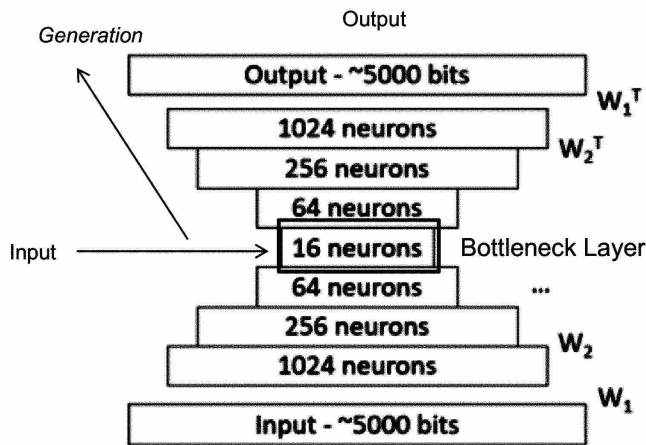 Output
Generation
Output - ~5000 bits
W₁ᵀ
1024 neurons
W₂ᵀ
256 neurons
64 neurons
Input
16 neurons
Bottleneck Layer
64 neurons
...
256 neurons
W₂
1024 neurons
W₁
Input - ~5000 bits